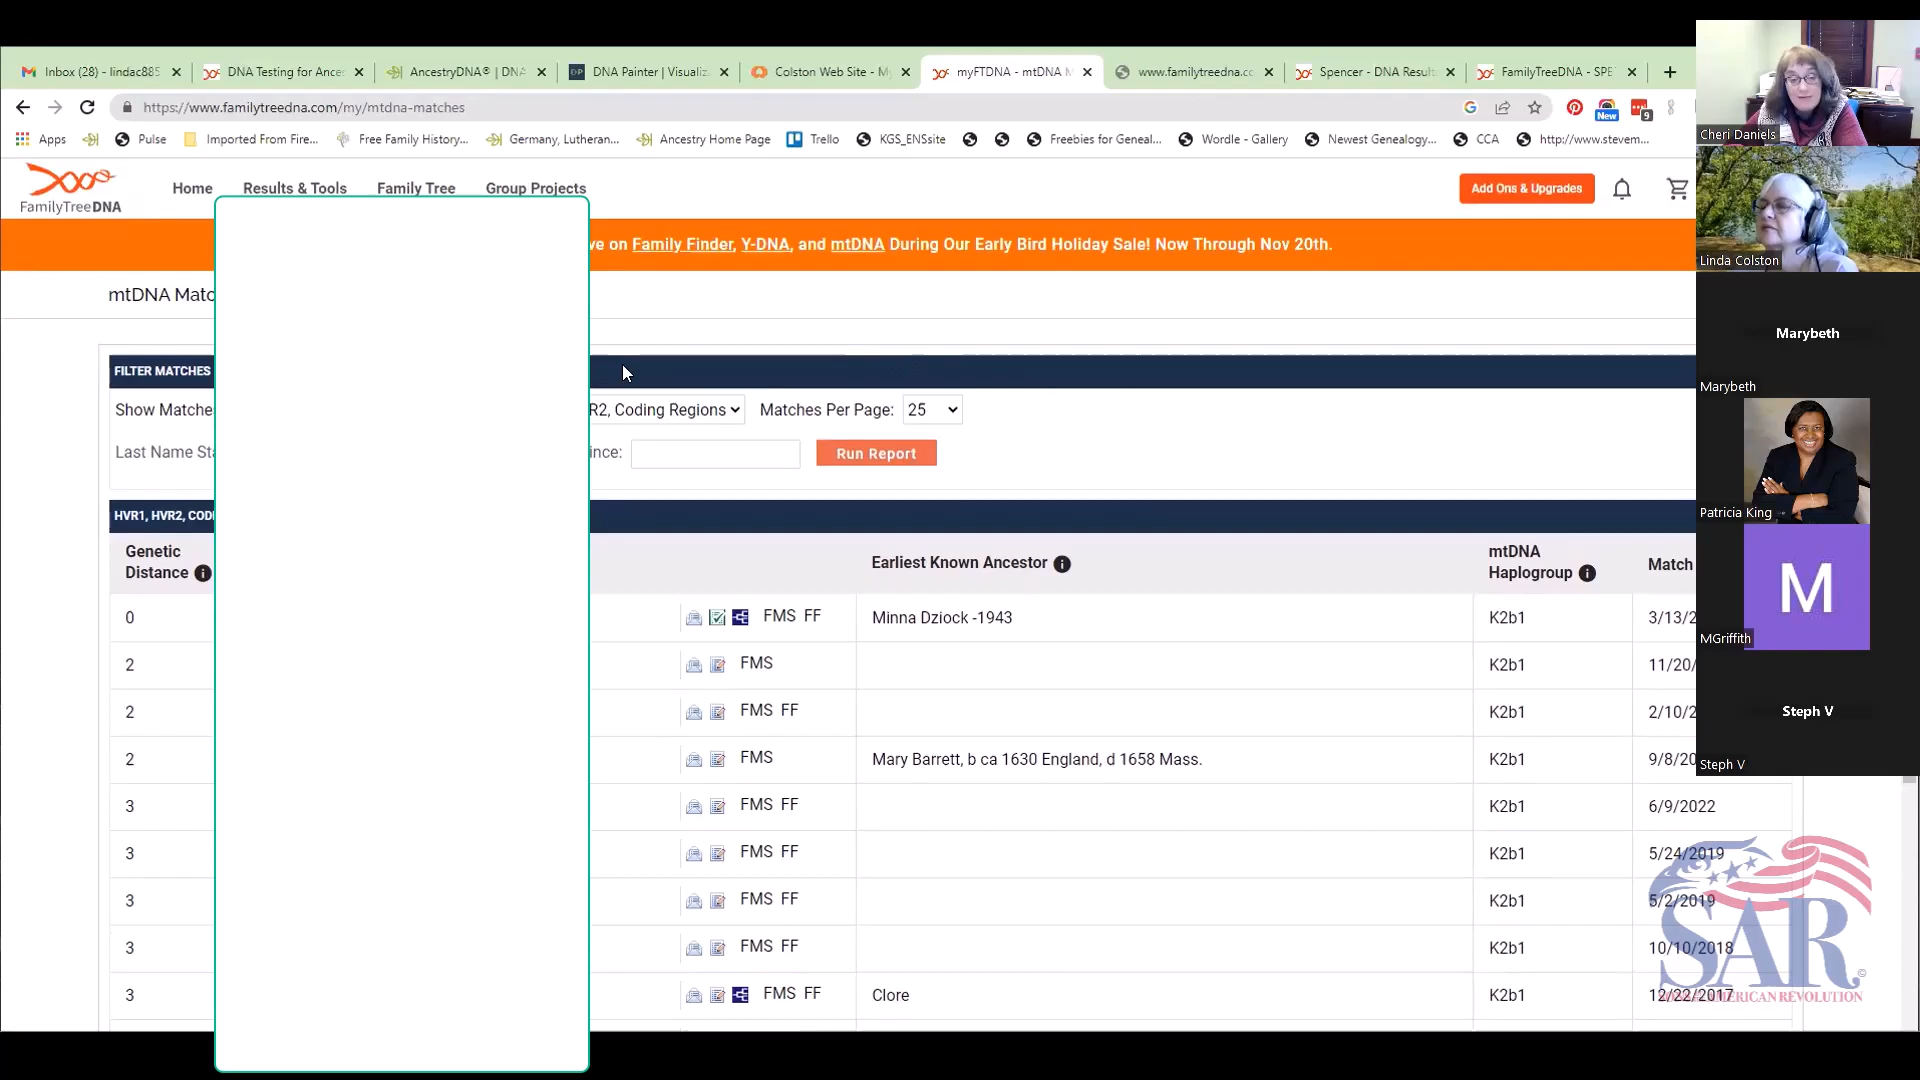 Inbox (28) - lindac885
DNA Testing for Ance
AncestryDNA® | DNA
DNA Painter | Visualiz
Colston Web Site - My
myFTDNA - mtDNA M
www.familytreedna.cc
Spencer - DNA Result
FamilyTreeDNA - SPE
https://www.familytreedna.com/my/mtdna-matches
New
9
Apps
Pulse
Imported From Fire...
Free Family History...
Germany, Lutheran...
Ancestry Home Page
Trello
KGS_ENSsite
Freebies for Geneal...
Wordle - Gallery
Newest Genealogy...
CCA
http://www.stevem...
FamilyTreeDNA
Home
Results & Tools
Family Tree
Group Projects
Add Ons & Upgrades
ve on Family Finder, Y-DNA, and mtDNA During Our Early Bird Holiday Sale! Now Through Nov 20th.
mtDNA Matc
FILTER MATCHES
Show Matche
R2, Coding Regions
Matches Per Page: 25
Last Name Sta
ince:
Run Report
HVR1, HVR2, CODI
Genetic Distance
Earliest Known Ancestor
mtDNA Haplogroup
Match
0 FMS FF Minna Dziock -1943 K2b1 3/13/2
2 FMS K2b1 11/20/
2 FMS FF K2b1 2/10/2
2 FMS Mary Barrett, b ca 1630 England, d 1658 Mass. K2b1 9/8/20
3 FMS FF K2b1 6/9/2022
3 FMS FF K2b1 5/24/2019
3 FMS FF K2b1 5/2/2019
3 FMS FF K2b1 10/10/2018
3 FMS FF Clore K2b1 12/22/2017
Cheri Daniels
Linda Colston
Marybeth
Marybeth
Patricia King
M
MGriffith
Steph V
Steph V
SAR
AMERICAN REVOLUTION